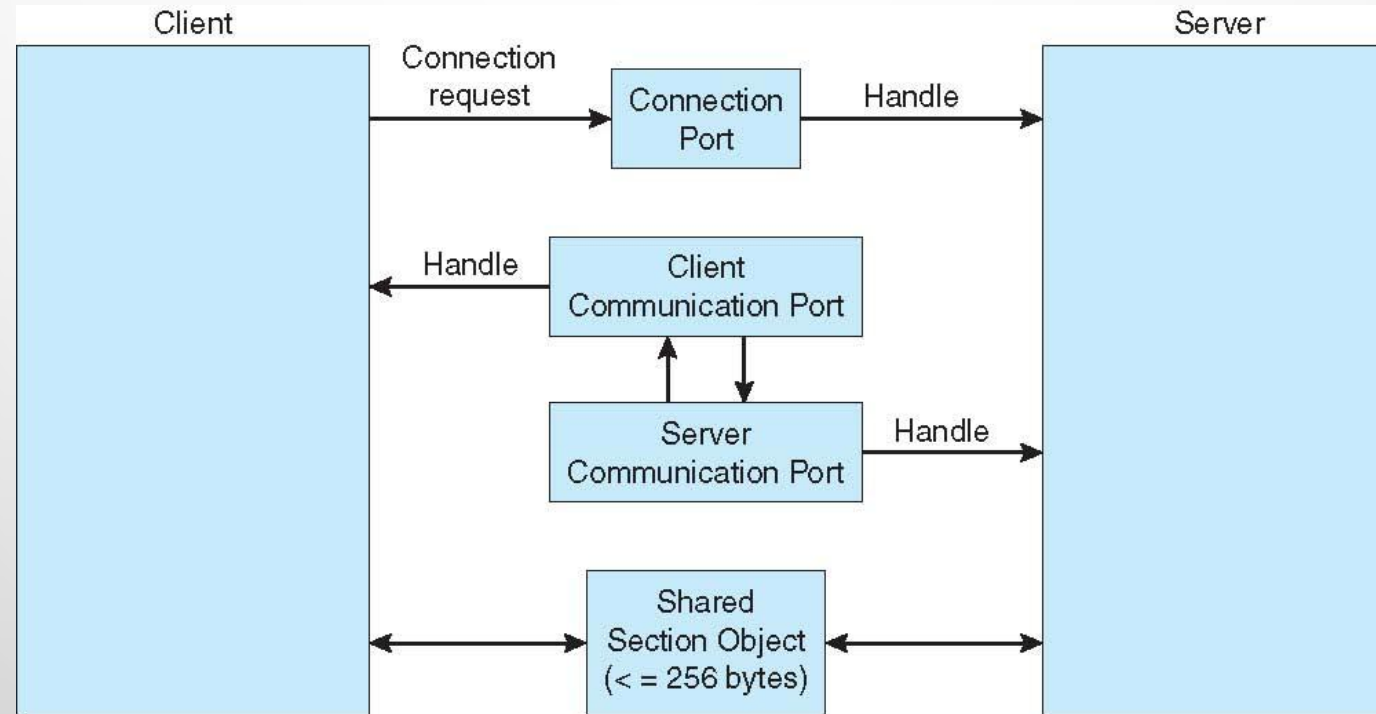 Client
Server
Connection
request
Connection
Port
Handle
Handle
Client
Communication Port
Server
Communication Port
Handle
Shared
Section Object
(< = 256 bytes)